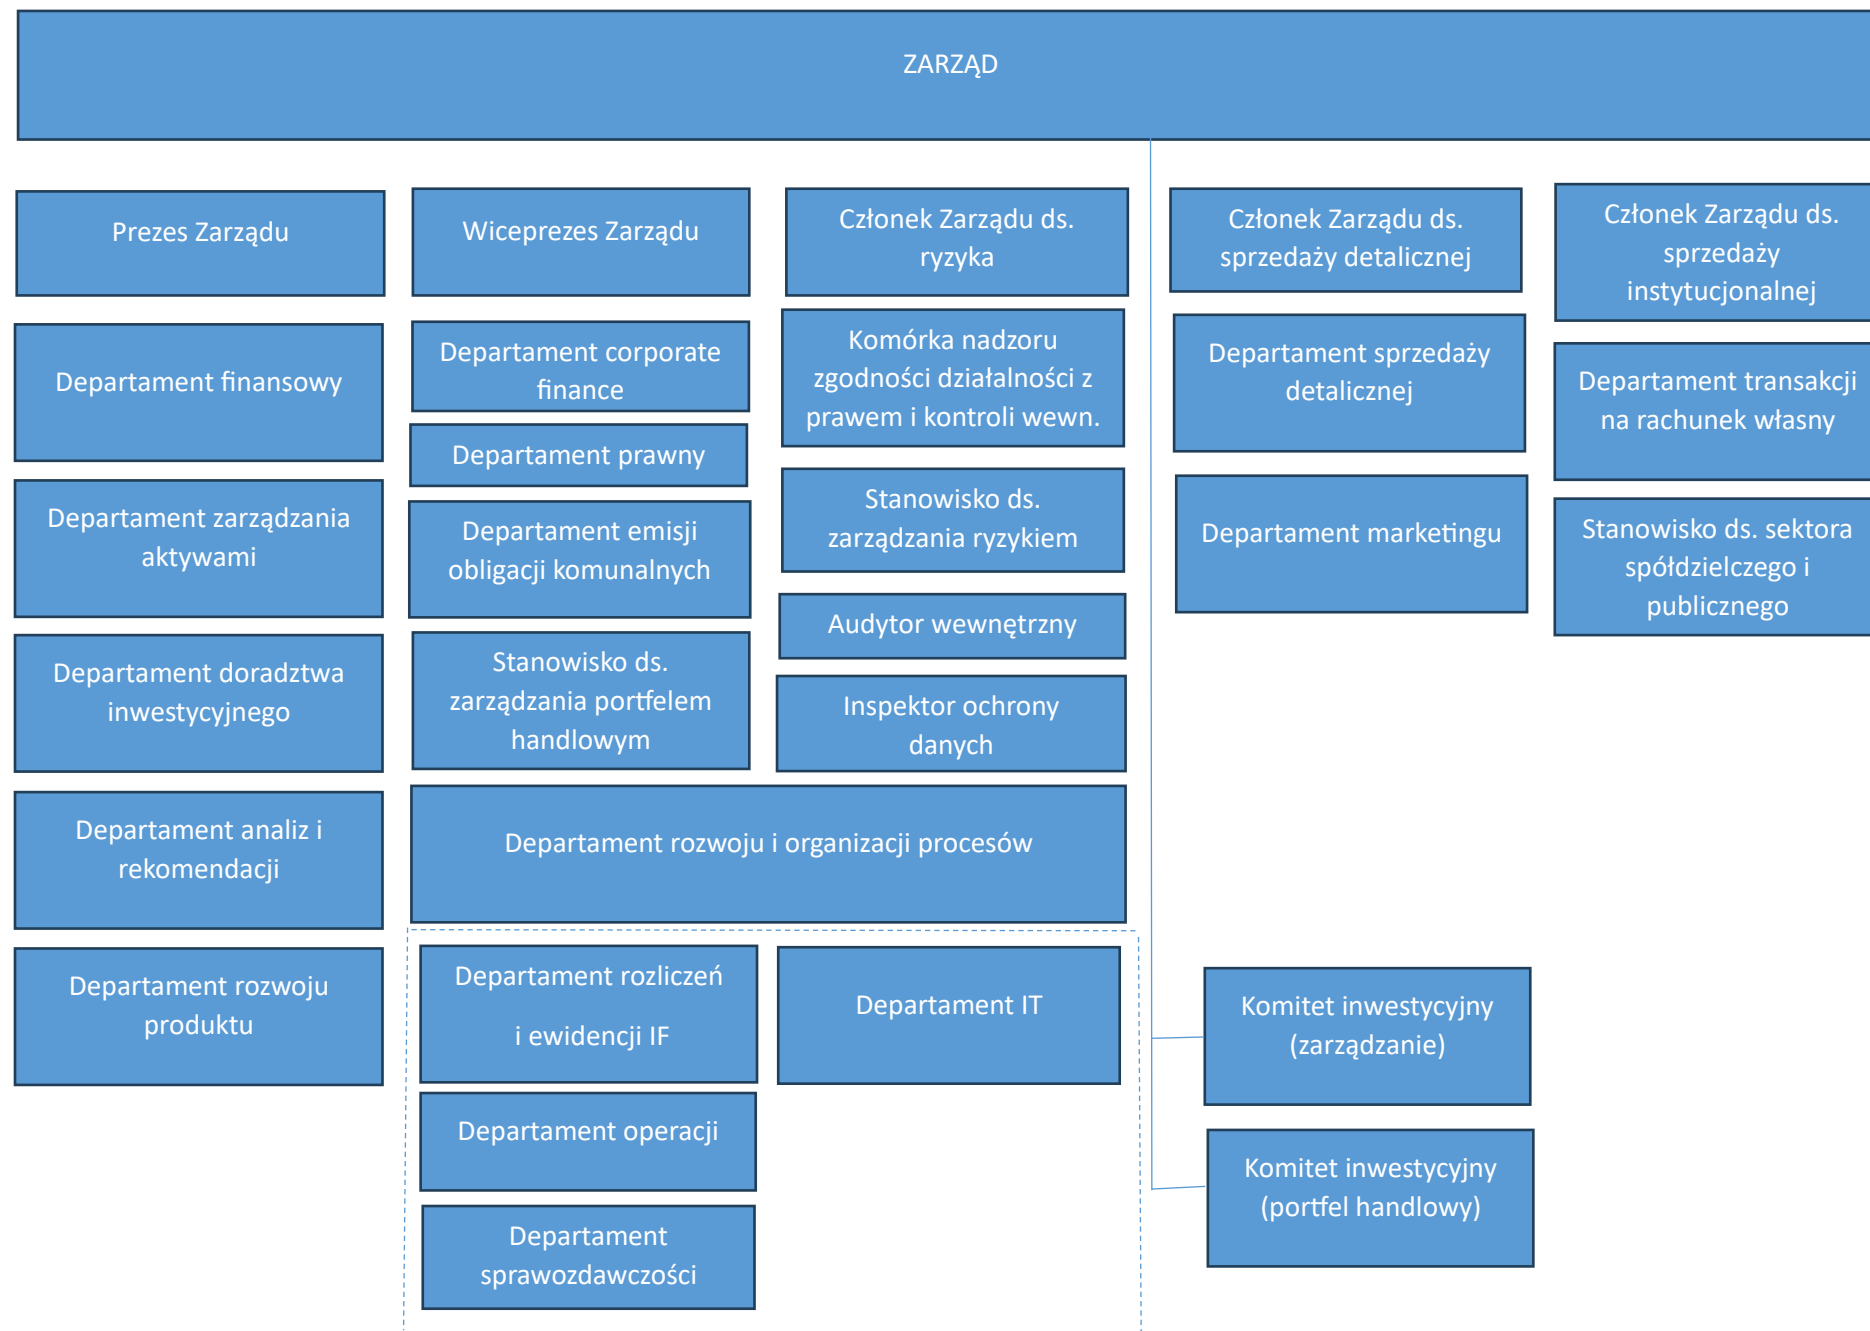 ZARZĄD
Prezes Zarządu
Departament finansowy
Departament zarządzania
aktywami
Departament doradztwa
inwestycyjnego
Departament analiz i
rekomendacji
Departament rozwoju
produktu
Wiceprezes Zarządu
Departament corporate
finance
Departament prawny
Departament emisji
obligacji komunalnych
Stanowisko ds.
zarządzania portfelem
handlowym
Członek Zarządu ds.
ryzyka
Komórka nadzoru
zgodności działalności z
prawem i kontroli wewn.
Stanowisko ds.
zarządzania ryzykiem
Audytor wewnętrzny
Inspektor ochrony
danych
Departament rozwoju i organizacji procesów
Departament rozliczeń
i ewidencji IF
Departament operacji
Departament
sprawozdawczości
Departament IT
Członek Zarządu ds.
sprzedaży detalicznej
Departament sprzedaży
detalicznej
Departament marketingu
Członek Zarządu ds.
sprzedaży
instytucjonalnej
Departament transakcji
na rachunek własny
Stanowisko ds. sektora
spółdzielczego i
publicznego
Komitet inwestycyjny
(zarządzanie)
Komitet inwestycyjny
(portfel handlowy)